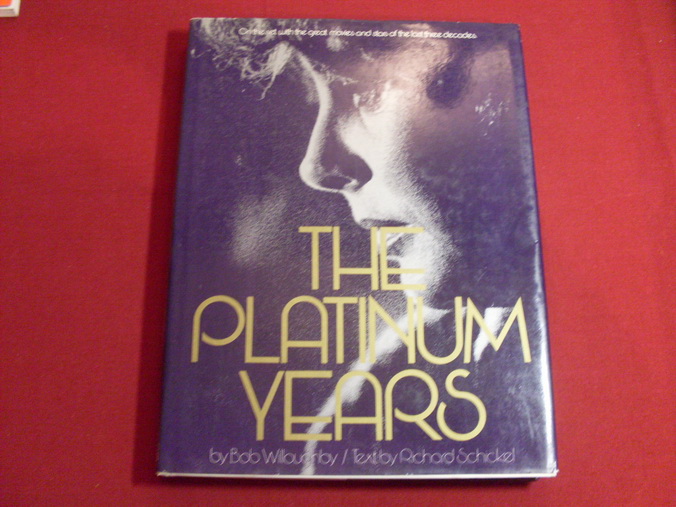 On the set with the great movies and stars of the last three decades
THE
PLATINUM
YEARS
by Bob Willoughby / Text by Richard Schickel